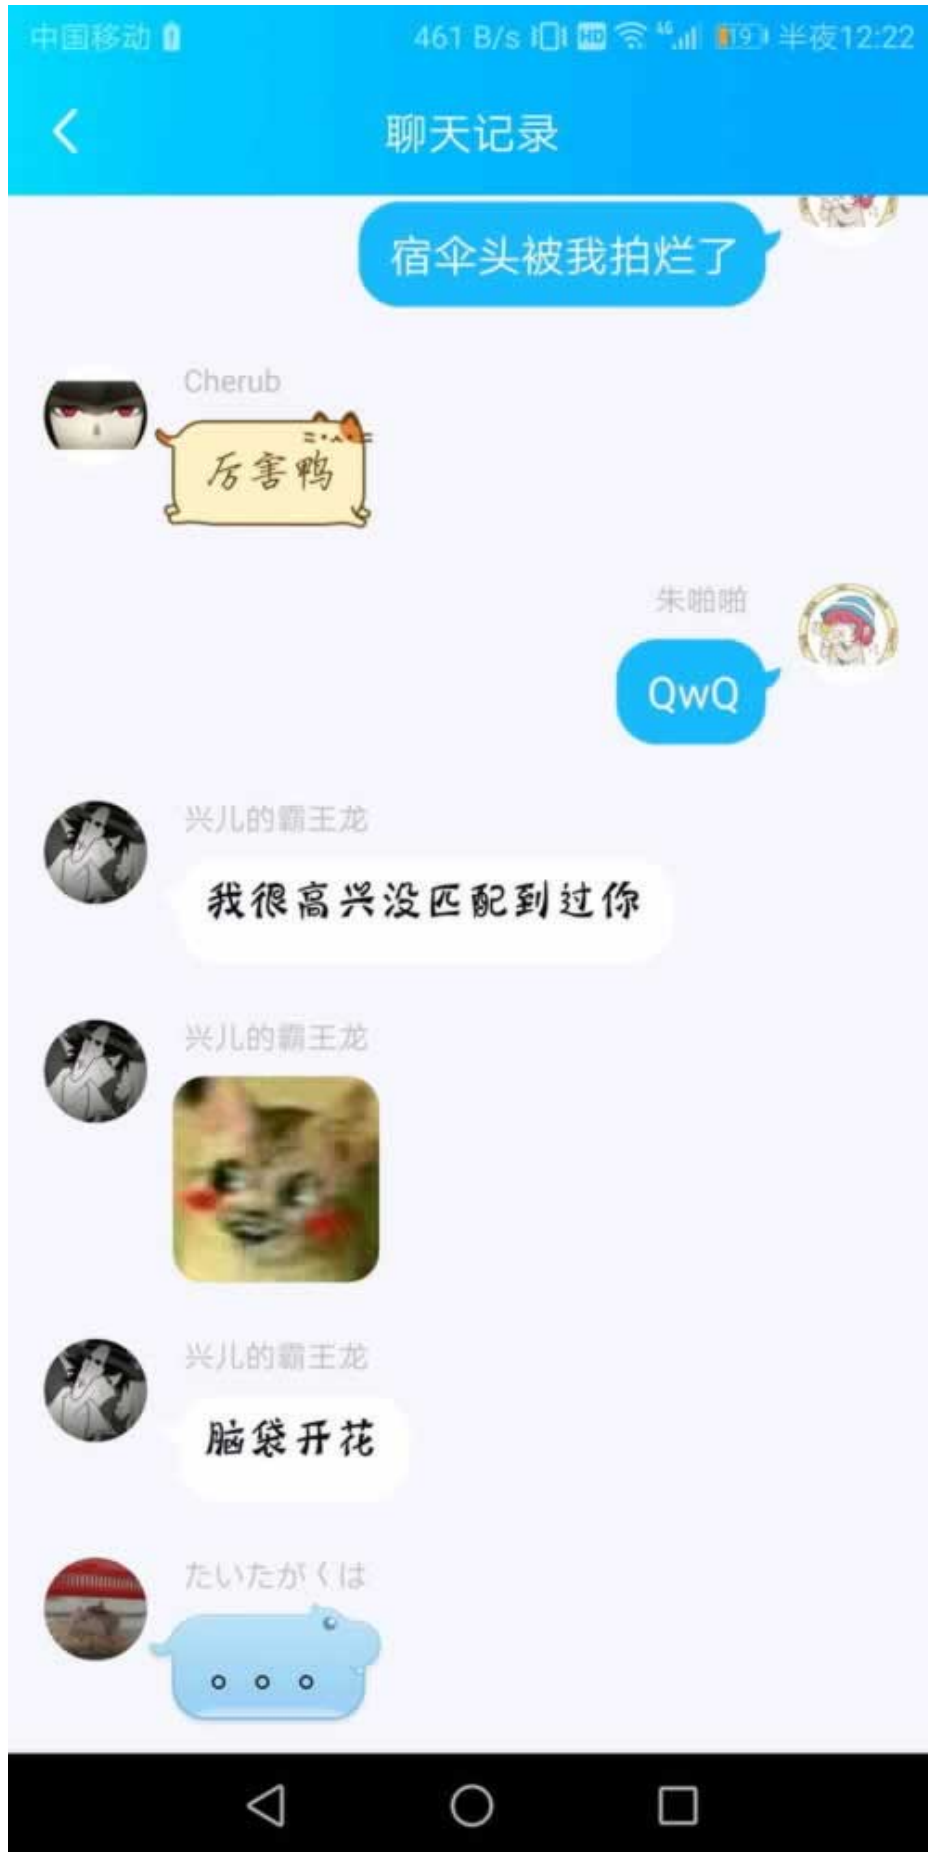 中国移动 461 B/s HD 46 19 半夜12:22
聊天记录
宿伞头被我拍烂了
Cherub
厉害鸭
朱啪啪
QwQ
兴儿的霸王龙
我很高兴没匹配到过你
兴儿的霸王龙
兴儿的霸王龙
脑袋开花
たいたがくは
。。。